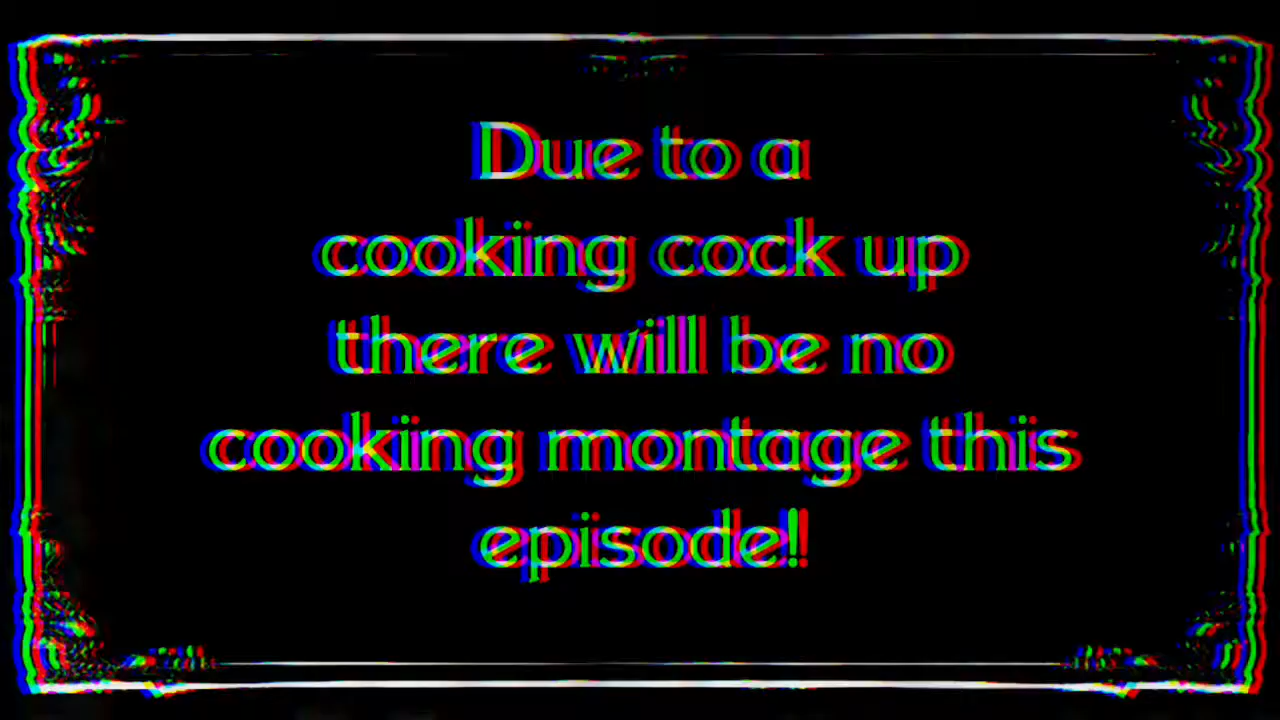 Due to a
cooking cock up
there will be no
cooking montage this
episode!